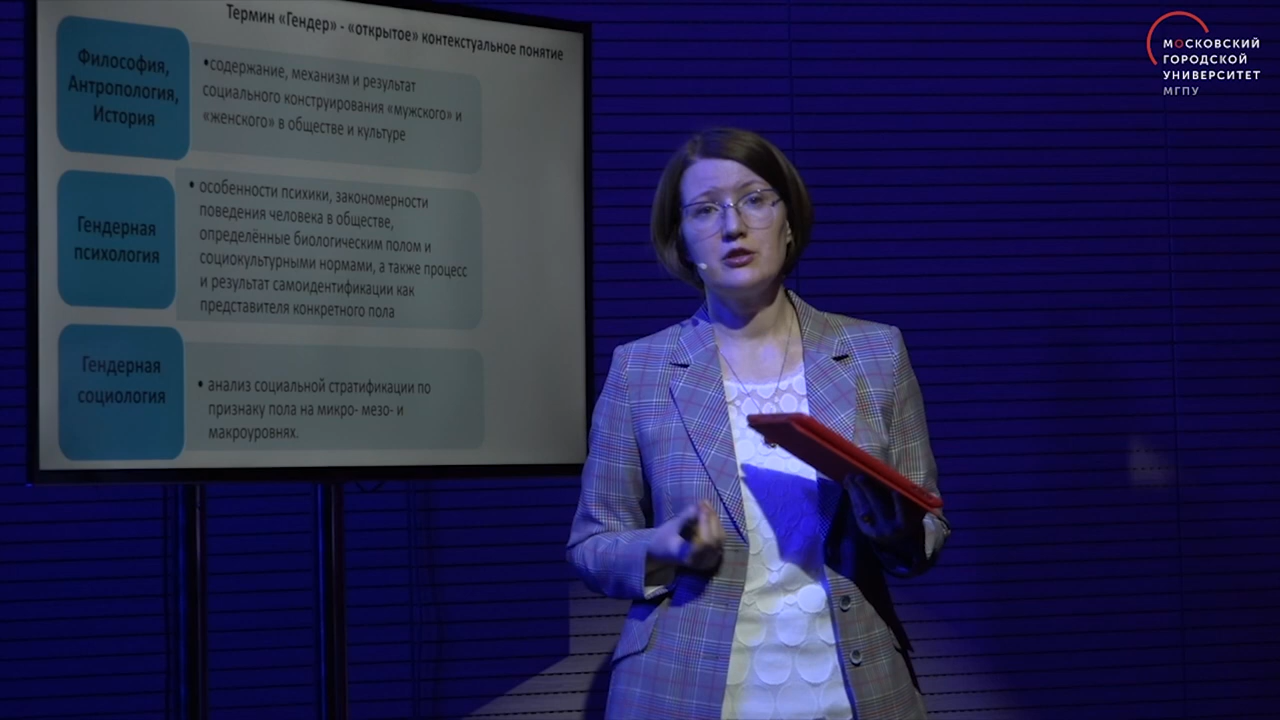 Термин «Гендер» - «открытое» контекстуальное понятие
Философия,
Антропология,
История
•содержание, механизм и результат
социального конструирования «мужского» и
«женского» в обществе и культуре
Гендерная
психология
• особенности психики, закономерности
поведения человека в обществе,
определённые биологическим полом и
социокультурными нормами, а также процесс
и результат самоидентификации как
представителя конкретного пола
Гендерная
социология
• анализ социальной стратификации по
признаку пола на микро- мезо- и
макроуровнях.
МОСКОВСКИЙ
ГОРОДСКОЙ
УНИВЕРСИТЕТ
МГПУ